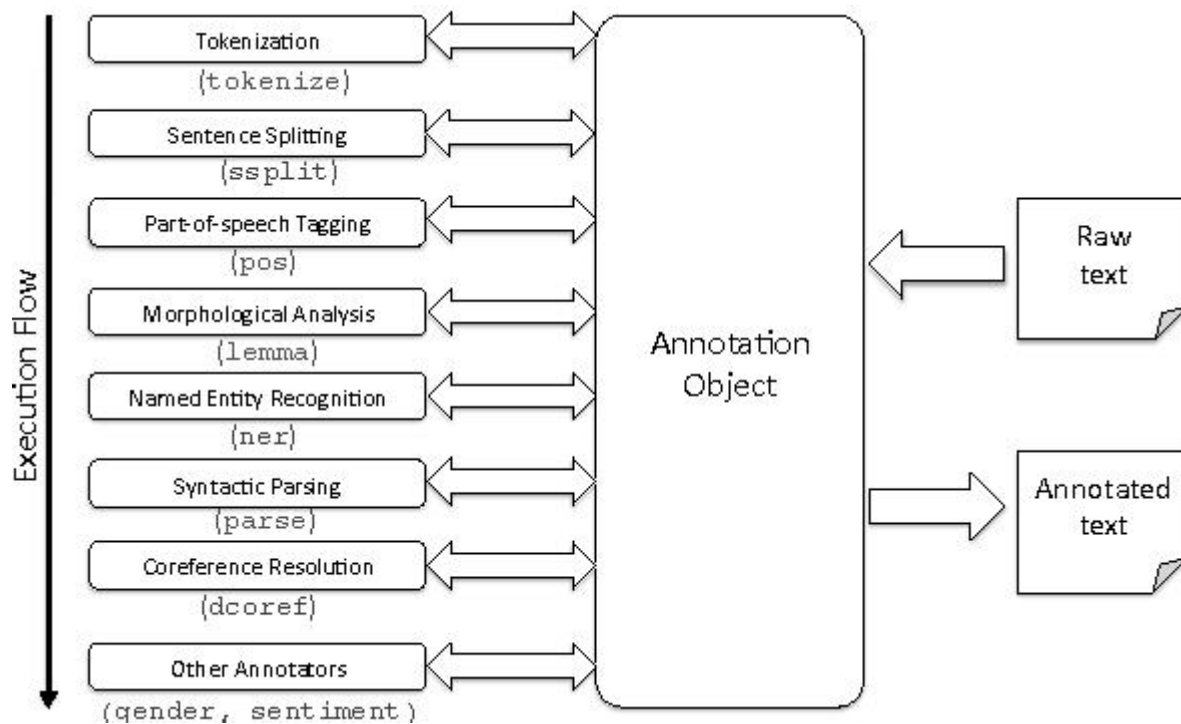 Execution Flow
Tokenization
(tokenize)
Sentence Splitting
(ssplit)
Part-of-speech Tagging
(pos)
Morphological Analysis
(lemma)
Named Entity Recognition
(ner)
Syntactic Parsing
(parse)
Coreference Resolution
(dcoref)
Other Annotators
(gender, sentiment)
Annotation
Object
Raw
text
Annotated
text